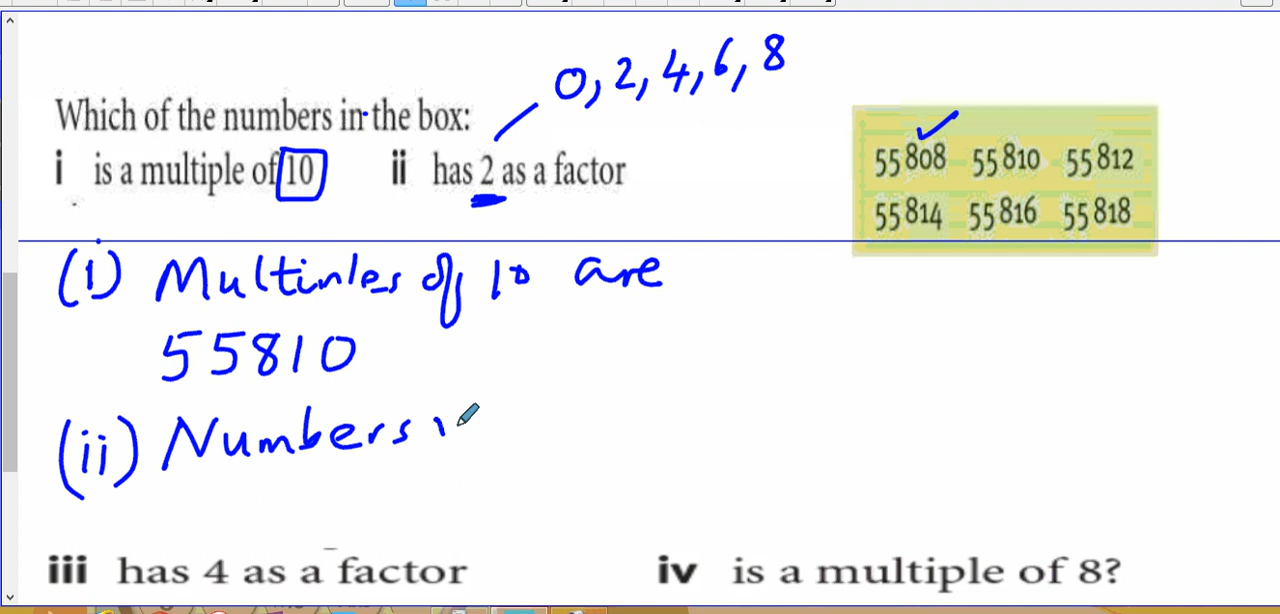 0, 2, 4, 6, 8
Which of the numbers in the box:
i is a multiple of 10 ii has 2 as a factor
55 808 55 810 55 812
55 814 55 816 55 818
(i) Multiples of 10 are
55810
(ii) Numbers
iii has 4 as a factor iv is a multiple of 8?